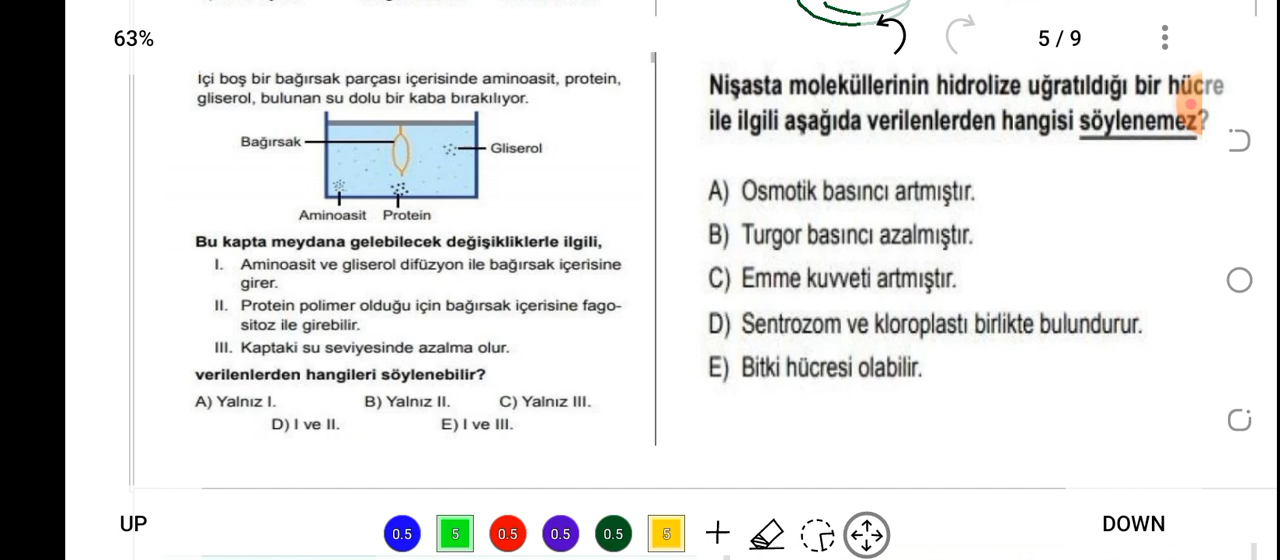 63%
5 / 9
içi boş bir bağırsak parçası içerisinde aminoasit, protein,
gliserol, bulunan su dolu bir kaba bırakılıyor.
Bağırsak
Gliserol
Aminoasit Protein
Bu kapta meydana gelebilecek değişikliklerle ilgili,
I. Aminoasit ve gliserol difüzyon ile bağırsak içerisine
girer.
II. Protein polimer olduğu için bağırsak içerisine fago-
sitoz ile girebilir.
III. Kaptaki su seviyesinde azalma olur.
verilenlerden hangileri söylenebilir?
A) Yalnız I. B) Yalnız II. C) Yalnız III.
D) I ve II. E) I ve III.
Nişasta moleküllerinin hidrolize uğratıldığı bir hücre
ile ilgili aşağıda verilenlerden hangisi söylenemez?
A) Osmotik basıncı artmıştır.
B) Turgor basıncı azalmıştır.
C) Emme kuvveti artmıştır.
D) Sentrozom ve kloroplastı birlikte bulundurur.
E) Bitki hücresi olabilir.
UP
0.5 5 0.5 0.5 0.5 5
DOWN